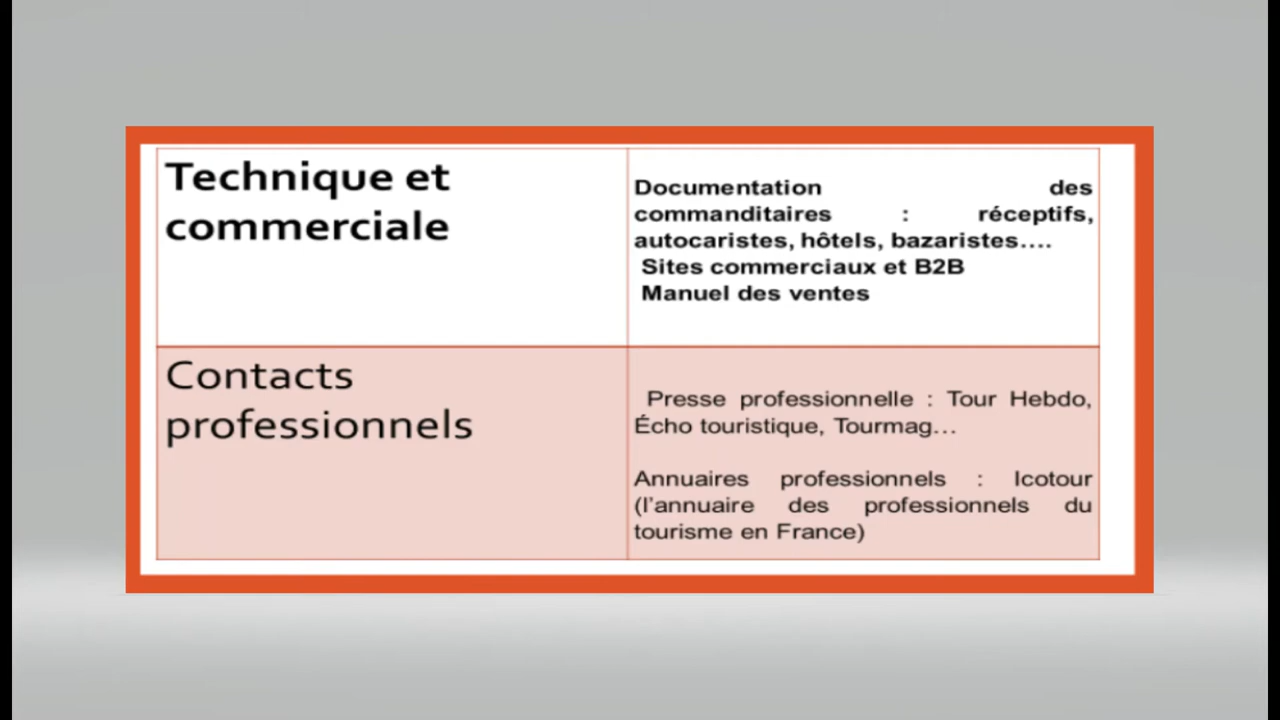 Technique et
commerciale
Documentation des
commanditaires : réceptifs,
autocaristes, hôtels, bazaristes….
Sites commerciaux et B2B
Manuel des ventes
Contacts
professionnels
Presse professionnelle : Tour Hebdo,
Écho touristique, Tourmag…
Annuaires professionnels : Icotour
(l’annuaire des professionnels du
tourisme en France)